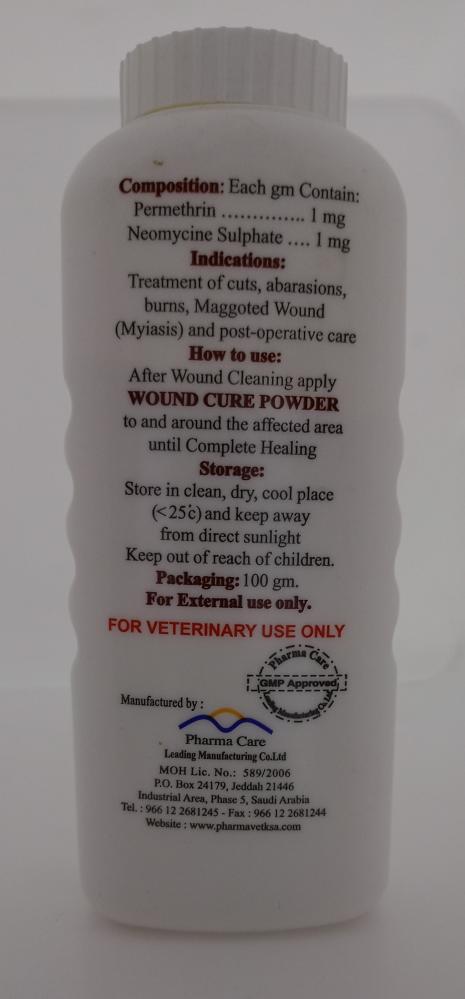 Composition: Each gm Contain:
Permethrin .............. 1 mg
Neomycine Sulphate .... 1 mg
Indications:
Treatment of cuts, abarasions,
burns, Maggoted Wound
(Myiasis) and post-operative care
How to use:
After Wound Cleaning apply
WOUND CURE POWDER
to and around the affected area
until Complete Healing
Storage:
Store in clean, dry, cool place
(<25c) and keep away
from direct sunlight
Keep out of reach of children.
Packaging: 100 gm.
For External use only.
FOR VETERINARY USE ONLY
Pharma Care
GMP Approved
Leading Manufacturing Co. Ltd
Manufactured by :
Pharma Care
Leading Manufacturing Co.Ltd
MOH Lic. No.: 589/2006
P.O. Box 24179, Jeddah 21446
Industrial Area, Phase 5, Saudi Arabia
Tel. : 966 12 2681245 - Fax : 966 12 2681244
Website : www.pharmavetksa.com